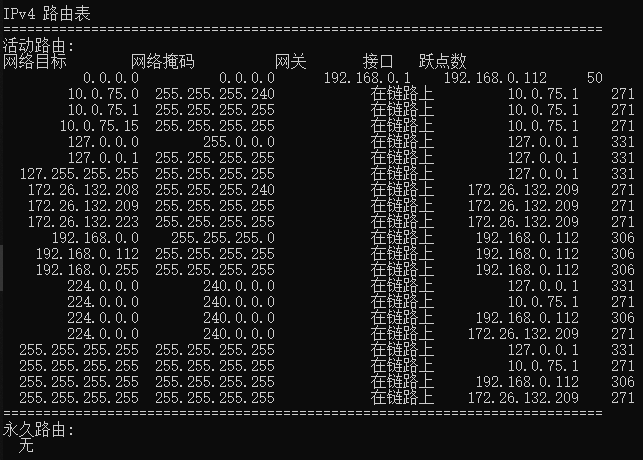 IPv4 路由表
===========================================================================
活动路由:
网络目标 网络掩码 网关 接口 跃点数
0.0.0.0 0.0.0.0 192.168.0.1 192.168.0.112 50
10.0.75.0 255.255.255.240 在链路上 10.0.75.1 271
10.0.75.1 255.255.255.255 在链路上 10.0.75.1 271
10.0.75.15 255.255.255.255 在链路上 10.0.75.1 271
127.0.0.0 255.0.0.0 在链路上 127.0.0.1 331
127.0.0.1 255.255.255.255 在链路上 127.0.0.1 331
127.255.255.255 255.255.255.255 在链路上 127.0.0.1 331
172.26.132.208 255.255.255.240 在链路上 172.26.132.209 271
172.26.132.209 255.255.255.255 在链路上 172.26.132.209 271
172.26.132.223 255.255.255.255 在链路上 172.26.132.209 271
192.168.0.0 255.255.255.0 在链路上 192.168.0.112 306
192.168.0.112 255.255.255.255 在链路上 192.168.0.112 306
192.168.0.255 255.255.255.255 在链路上 192.168.0.112 306
224.0.0.0 240.0.0.0 在链路上 127.0.0.1 331
224.0.0.0 240.0.0.0 在链路上 10.0.75.1 271
224.0.0.0 240.0.0.0 在链路上 192.168.0.112 306
224.0.0.0 240.0.0.0 在链路上 172.26.132.209 271
255.255.255.255 255.255.255.255 在链路上 127.0.0.1 331
255.255.255.255 255.255.255.255 在链路上 10.0.75.1 271
255.255.255.255 255.255.255.255 在链路上 192.168.0.112 306
255.255.255.255 255.255.255.255 在链路上 172.26.132.209 271
===========================================================================
永久路由:
无